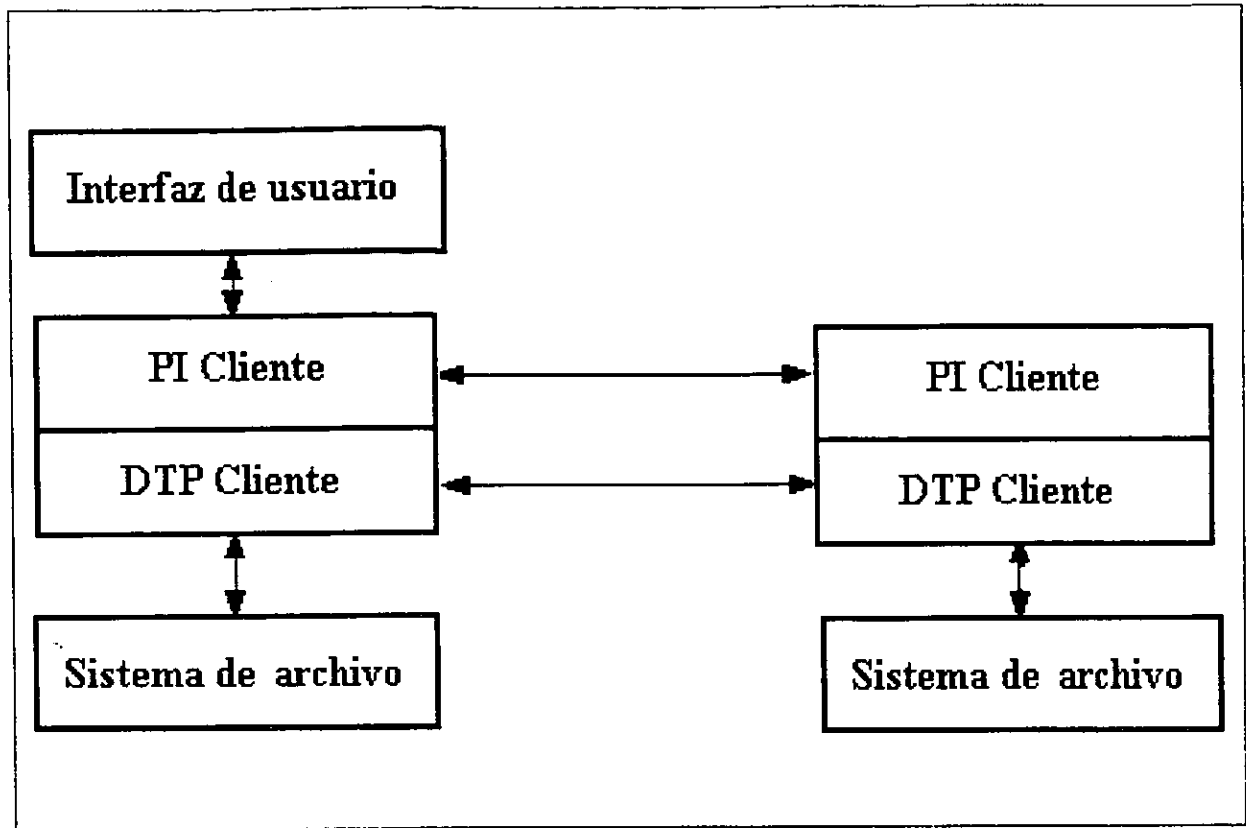 Interfaz de usuario
PI Cliente
DTP Cliente
Sistema de archivo
PI Cliente
DTP Cliente
Sistema de archivo